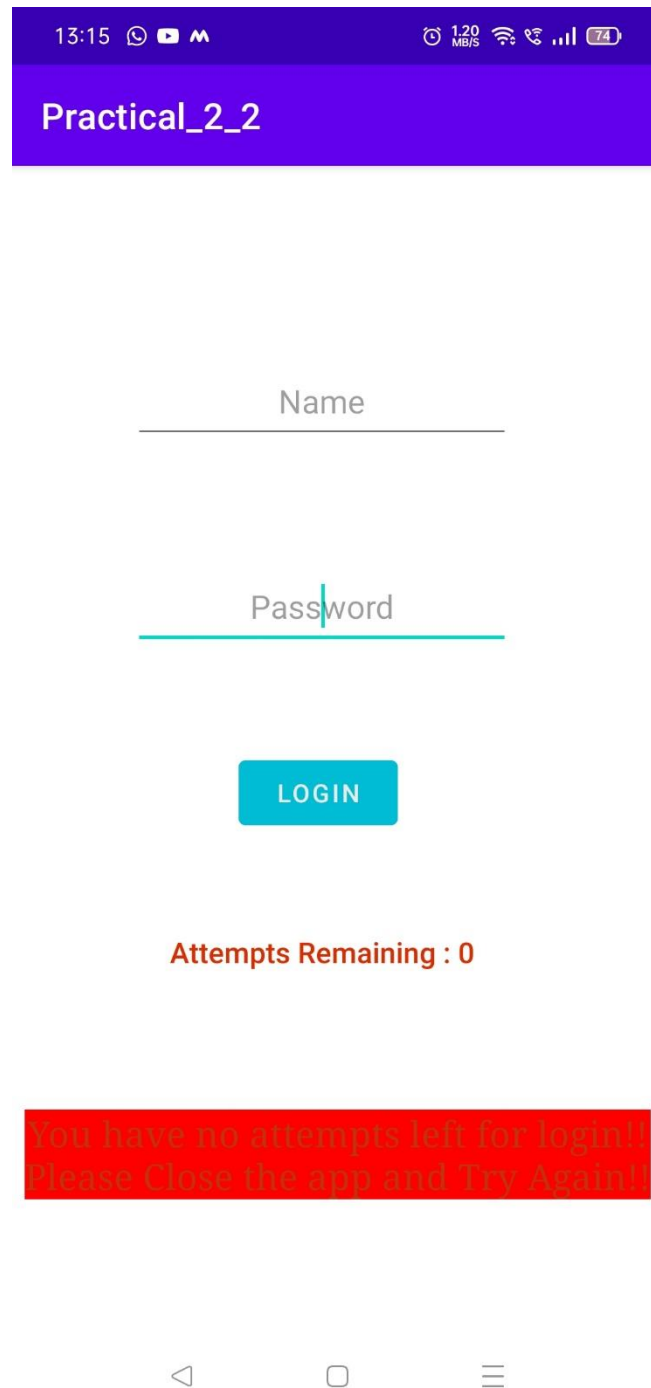 13:15 1.20 MB/S 74
Practical_2_2
Name
Password
LOGIN
Attempts Remaining : 0
You have no attempts left for login!!
Please Close the app and Try Again!!